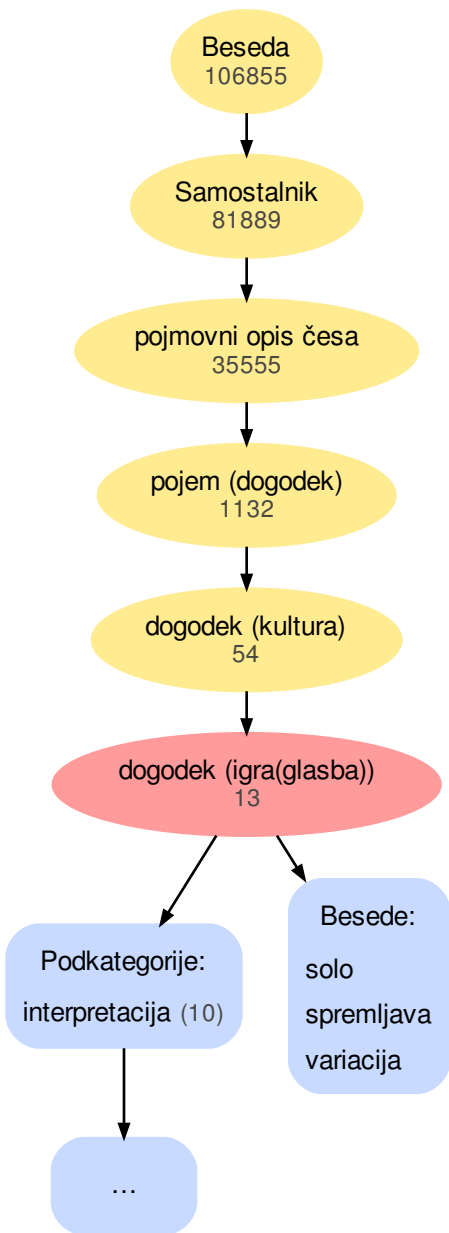 Beseda
106855
Samostalnik
81889
pojmovni opis česa
35555
pojem (dogodek)
1132
dogodek (kultura)
54
dogodek (igra(glasba))
13
Podkategorije:
interpretacija (10)
Besede:
solo
spremljava
variacija
…